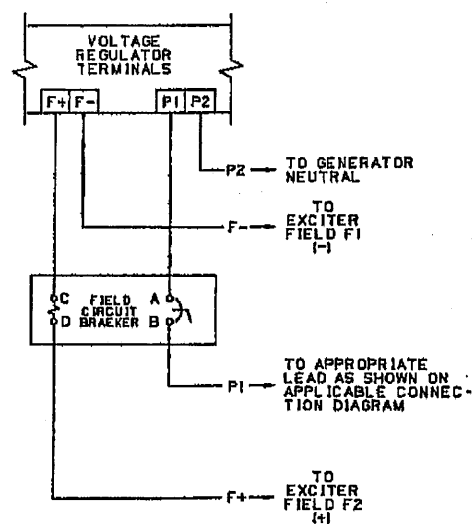 VOLTAGE
REGULATOR
TERMINALS
F+ F- P1 P2
P2 TO GENERATOR
NEUTRAL
F- TO
EXCITER
FIELD F1
(-)
C FIELD A
CIRCUIT
D BRAEKER B
P1 TO APPROPRIATE
LEAD AS SHOWN ON
APPLICABLE CONNEC-
TION DIAGRAM
F+ TO
EXCITER
FIELD F2
(+)